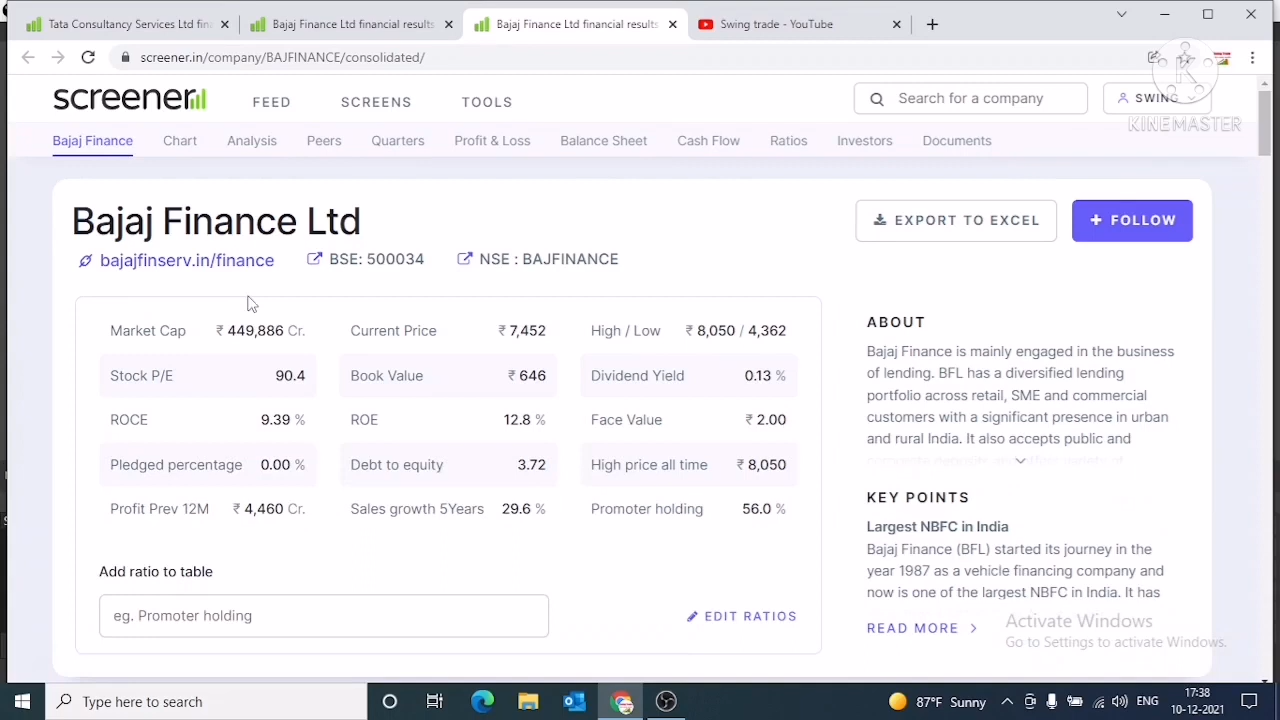 Tata Consultancy Services Ltd fina
Bajaj Finance Ltd financial results
Bajaj Finance Ltd financial results
Swing trade - YouTube
screener.in/company/BAJFINANCE/consolidated/
screener
FEED
SCREENS
TOOLS
Search for a company
SWING
KINEMASTER
Bajaj Finance
Chart
Analysis
Peers
Quarters
Profit & Loss
Balance Sheet
Cash Flow
Ratios
Investors
Documents
Bajaj Finance Ltd
EXPORT TO EXCEL
+ FOLLOW
bajajfinserv.in/finance
BSE: 500034
NSE : BAJFINANCE
Market Cap ₹ 449,886 Cr.
Current Price ₹ 7,452
High / Low ₹ 8,050 / 4,362
Stock P/E 90.4
Book Value ₹ 646
Dividend Yield 0.13 %
ROCE 9.39 %
ROE 12.8 %
Face Value ₹ 2.00
Pledged percentage 0.00 %
Debt to equity 3.72
High price all time ₹ 8,050
Profit Prev 12M ₹ 4,460 Cr.
Sales growth 5Years 29.6 %
Promoter holding 56.0 %
Add ratio to table
eg. Promoter holding
EDIT RATIOS
ABOUT
Bajaj Finance is mainly engaged in the business
of lending. BFL has a diversified lending
portfolio across retail, SME and commercial
customers with a significant presence in urban
and rural India. It also accepts public and
KEY POINTS
Largest NBFC in India
Bajaj Finance (BFL) started its journey in the
year 1987 as a vehicle financing company and
now is one of the largest NBFC in India. It has
READ MORE
Activate Windows
Go to Settings to activate Windows.
Type here to search
87°F Sunny
ENG
17:38
10-12-2021